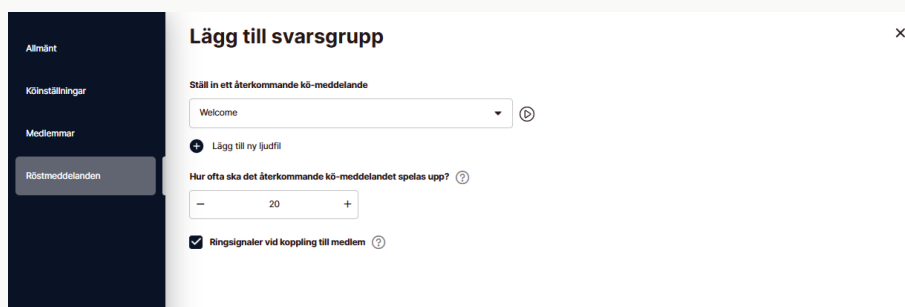 Allmänt
Köinställningar
Medlemmar
Röstmeddelanden
Lägg till svarsgrupp
Ställ in ett återkommande kö-meddelande
Welcome
Lägg till ny ljudfil
Hur ofta ska det återkommande kö-meddelandet spelas upp? ?
− 20 +
Ringsignaler vid koppling till medlem ?